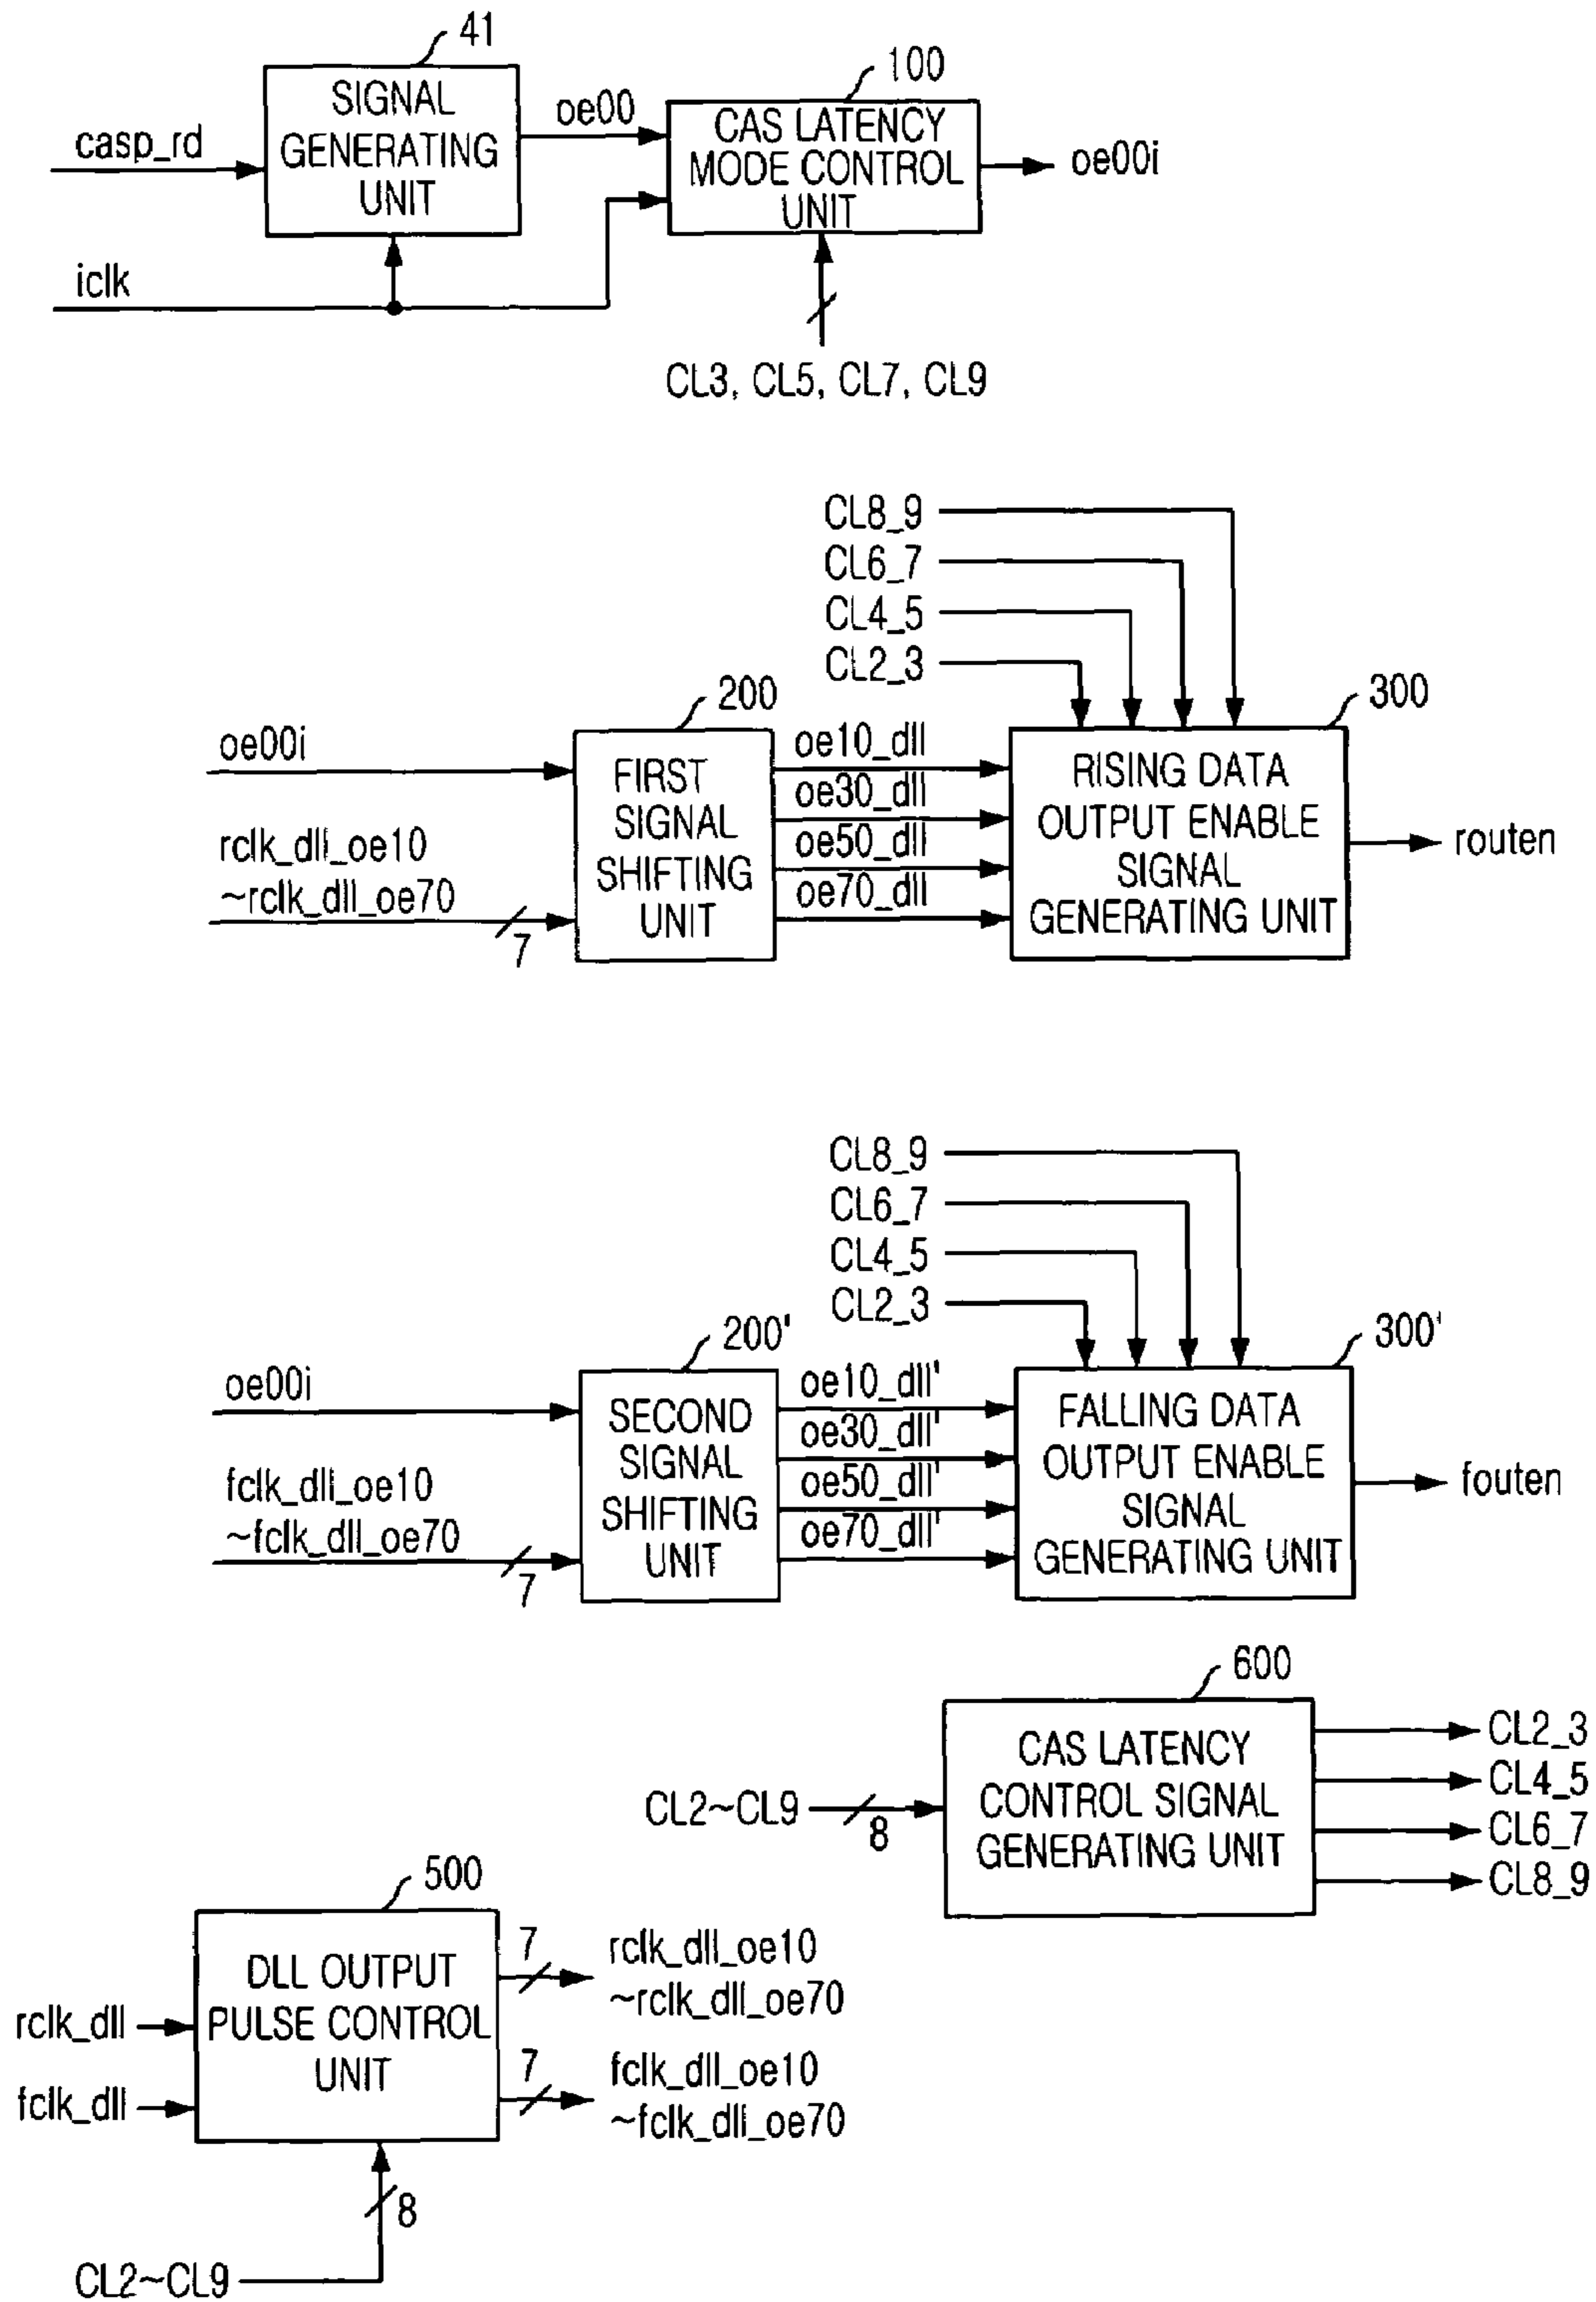 41
SIGNAL
GENERATING
UNIT
casp_rd
iclk
oe00
100
CAS LATENCY
MODE CONTROL
UNIT
oe00i
CL3, CL5, CL7, CL9
CL8_9
CL6_7
CL4_5
CL2_3
200
300
oe00i
rclk_dll_oe10
~rclk_dll_oe70
7
FIRST
SIGNAL
SHIFTING
UNIT
oe10_dll
oe30_dll
oe50_dll
oe70_dll
RISING DATA
OUTPUT ENABLE
SIGNAL
GENERATING UNIT
routen
CL8_9
CL6_7
CL4_5
CL2_3
200'
300'
oe00i
fclk_dll_oe10
~fclk_dll_oe70
7
SECOND
SIGNAL
SHIFTING
UNIT
oe10_dll'
oe30_dll'
oe50_dll'
oe70_dll'
FALLING DATA
OUTPUT ENABLE
SIGNAL
GENERATING UNIT
fouten
600
CL2~CL9
8
CAS LATENCY
CONTROL SIGNAL
GENERATING UNIT
CL2_3
CL4_5
CL6_7
CL8_9
500
rclk_dll
fclk_dll
DLL OUTPUT
PULSE CONTROL
UNIT
7
rclk_dll_oe10
~rclk_dll_oe70
7
fclk_dll_oe10
~fclk_dll_oe70
8
CL2~CL9